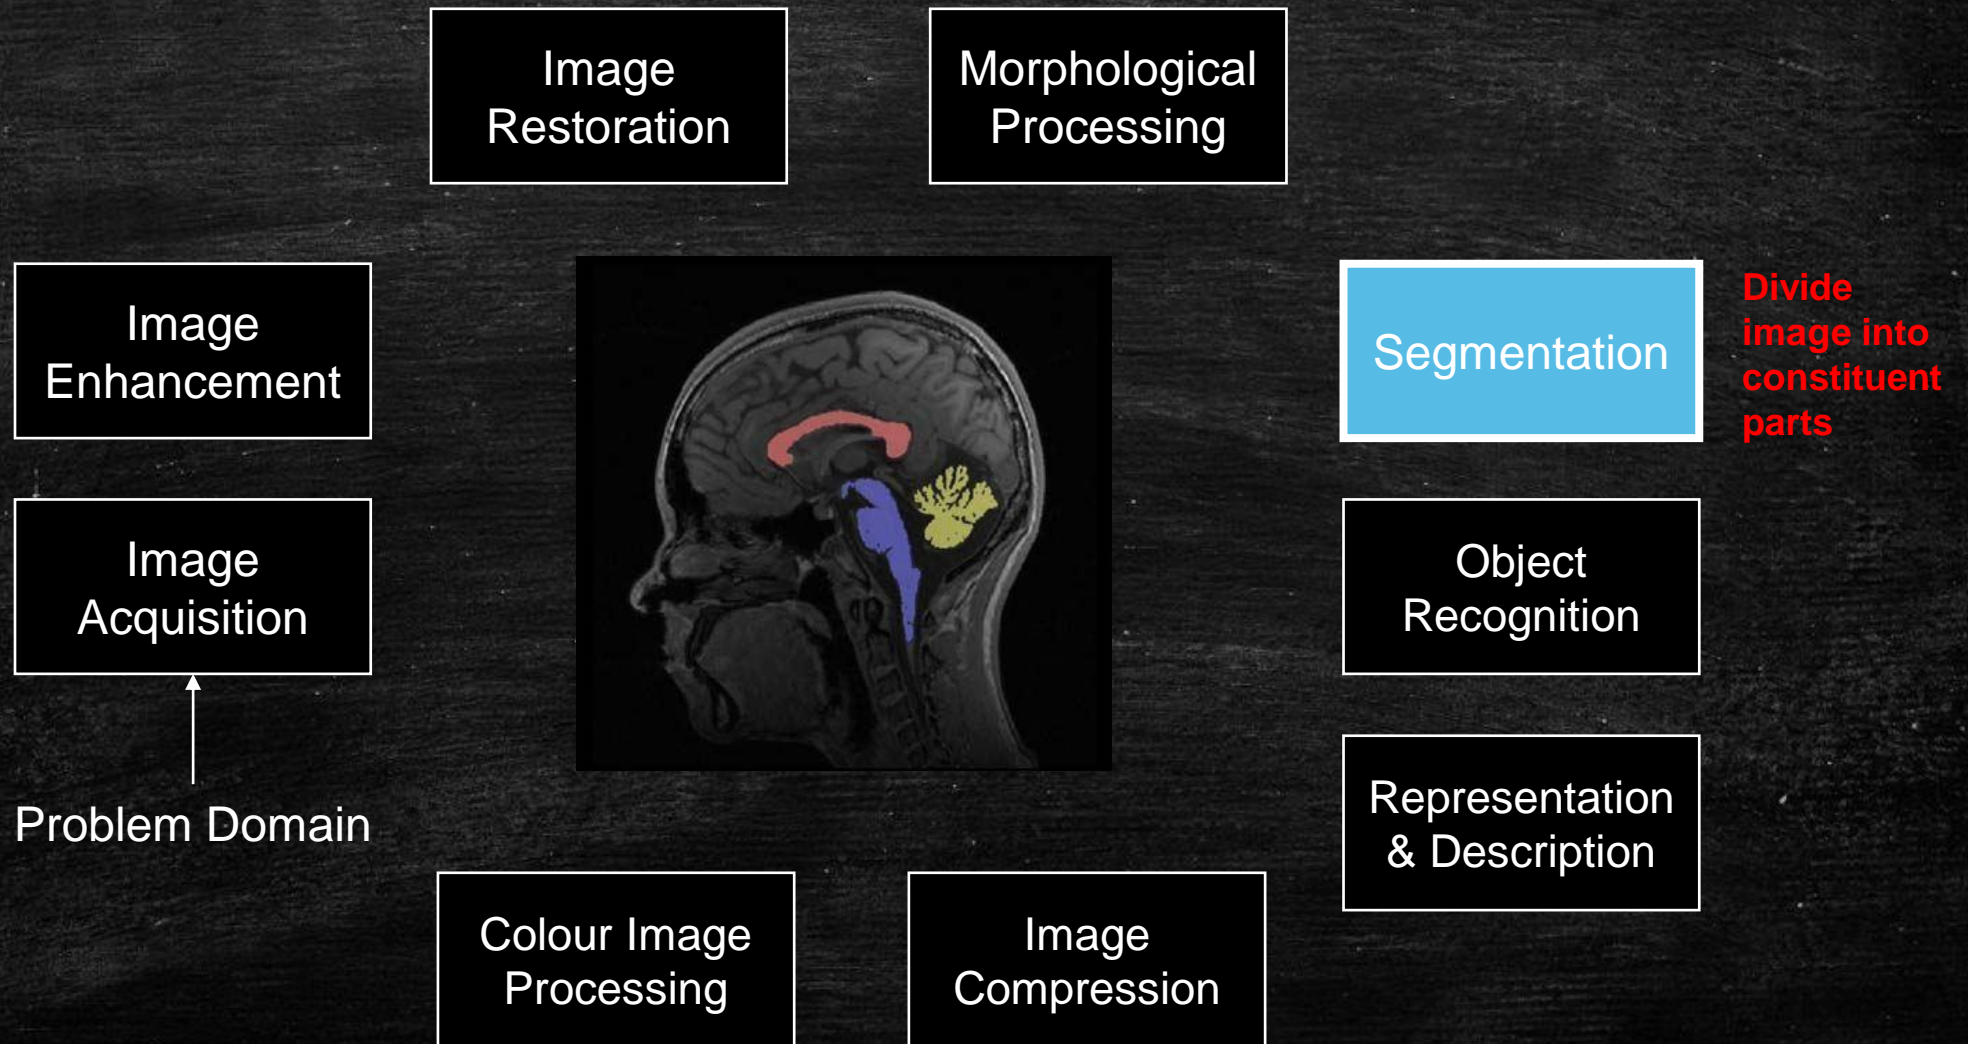 Image
Restoration
Morphological
Processing
Image
Enhancement
Segmentation
Divide
image into
constituent
parts
Image
Acquisition
Object
Recognition
Problem Domain
Representation
& Description
Colour Image
Processing
Image
Compression